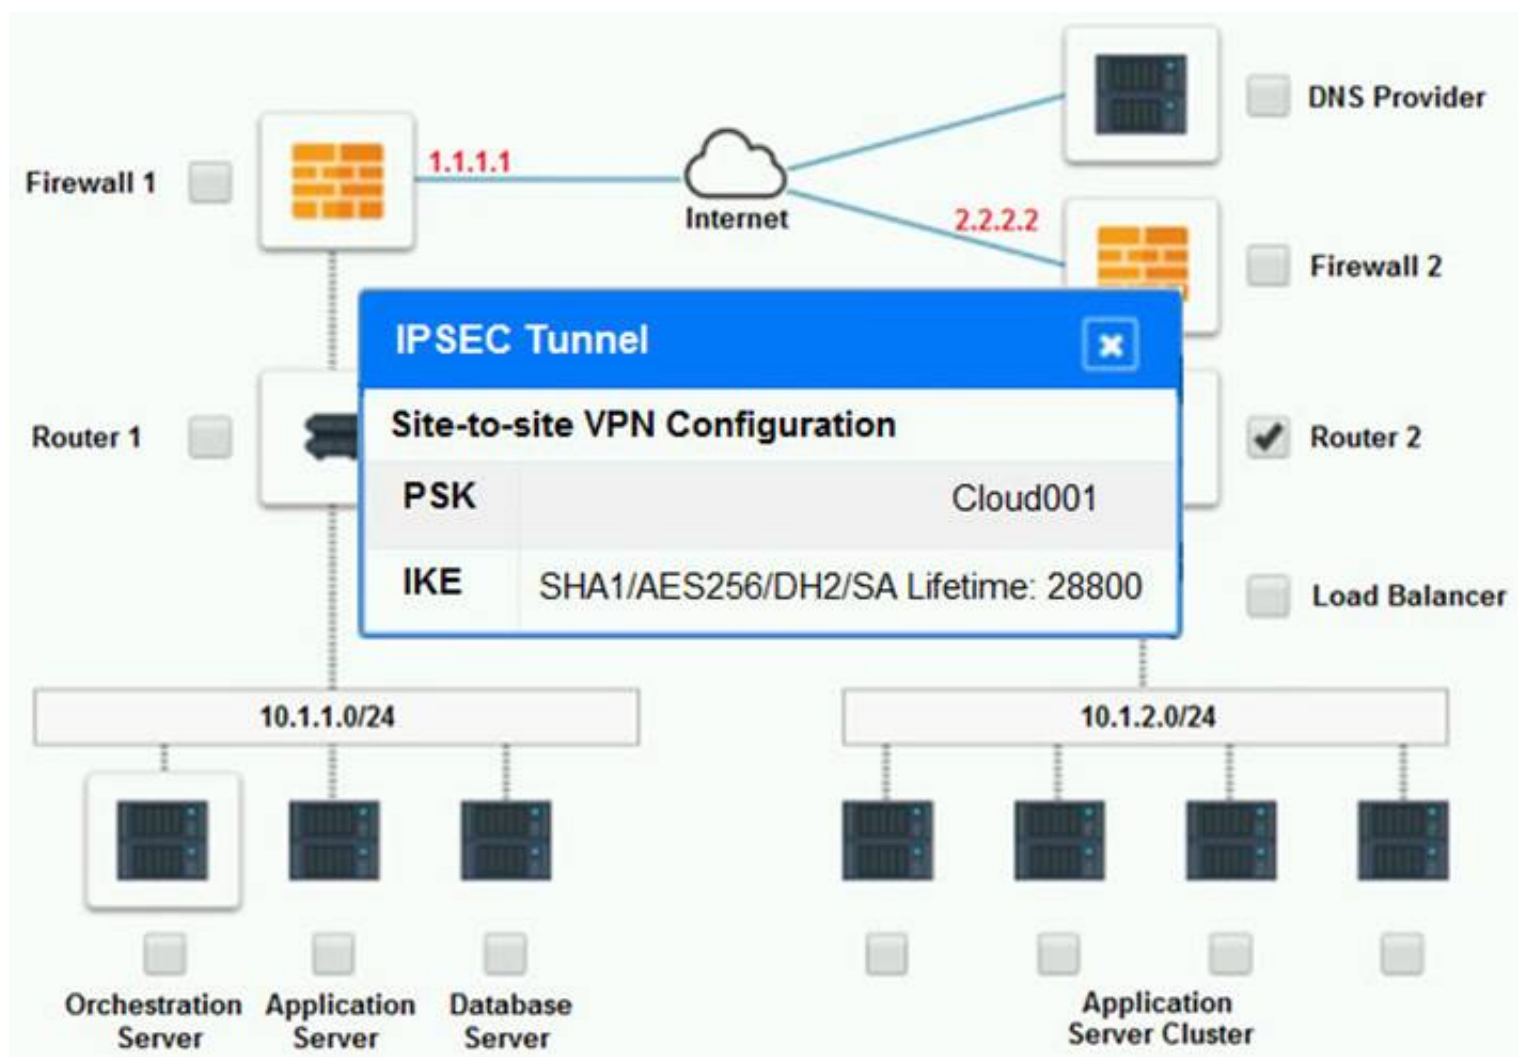 DNS Provider
Firewall 1
1.1.1.1
Internet
2.2.2.2
Firewall 2
IPSEC Tunnel
Site-to-site VPN Configuration
Router 1
Router 2
PSK Cloud001
IKE SHA1/AES256/DH2/SA Lifetime: 28800
Load Balancer
10.1.1.0/24
10.1.2.0/24
Orchestration
Server
Application
Server
Database
Server
Application
Server Cluster